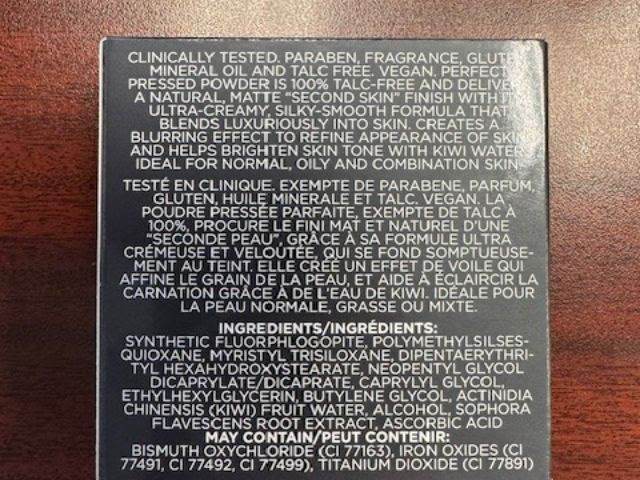 CLINICALLY TESTED. PARABEN, FRAGRANCE,
MINERAL OIL AND TALC FREE. VEGAN. PERFECT
PRESSED POWDER IS 100% TALC-FREE AND
A NATURAL, MATTE "SECOND SKIN" FINISH WITH
ULTRA-CREAMY, SILKY-SMOOTH FORMULA THAT
BLENDS LUXURIOUSLY INTO SKIN. CREATES A
BLURRING EFFECT TO REFINE APPEARANCE OF SKIN
AND HELPS BRIGHTEN SKIN TONE WITH KIWI WATER.
IDEAL FOR NORMAL, OILY AND COMBINATION SKIN.
TESTÉ EN CLINIQUE. EXEMPTE DE PARABENE, PARFUM,
GLUTEN, HUILE MINERALE ET TALC. VEGAN. LA
POUDRE PRESSÉE PARFAITE, EXEMPTE DE TALC À
100%, PROCURE LE FINI MAT ET NATUREL D'UNE
"SECONDE PEAU", GRÂCE À SA FORMULE ULTRA
CRÉMEUSE ET VELOUTÉE, QUI SE FOND SOMPTUEUSE-
MENT AU TEINT. ELLE CRÉE UN EFFET DE VOILE QUI
AFFINE LE GRAIN DE LA PEAU, ET AIDE À ÉCLAIRCIR LA
CARNATION GRÂCE À DE L'EAU DE KIWI. IDÉALE POUR
LA PEAU NORMALE, GRASSE OU MIXTE.
INGREDIENTS/INGRÉDIENTS:
SYNTHETIC FLUORPHLOGOPITE, POLYMETHYLSILSES-
QUIOXANE, MYRISTYL TRISILOXANE, DIPENTAERYTHRI-
TYL HEXAHYDROXYSTEARATE, NEOPENTYL GLYCOL
DICAPRYLATE/DICAPRATE, CAPRYLYL GLYCOL,
ETHYLHEXYLGLYCERIN, BUTYLENE GLYCOL, ACTINIDIA
CHINENSIS (KIWI) FRUIT WATER, ALCOHOL, SOPHORA
FLAVESCENS ROOT EXTRACT, ASCORBIC ACID
MAY CONTAIN/PEUT CONTENIR:
BISMUTH OXYCHLORIDE (CI 77163), IRON OXIDES (CI
77491, CI 77492, CI 77499), TITANIUM DIOXIDE (CI 77891)